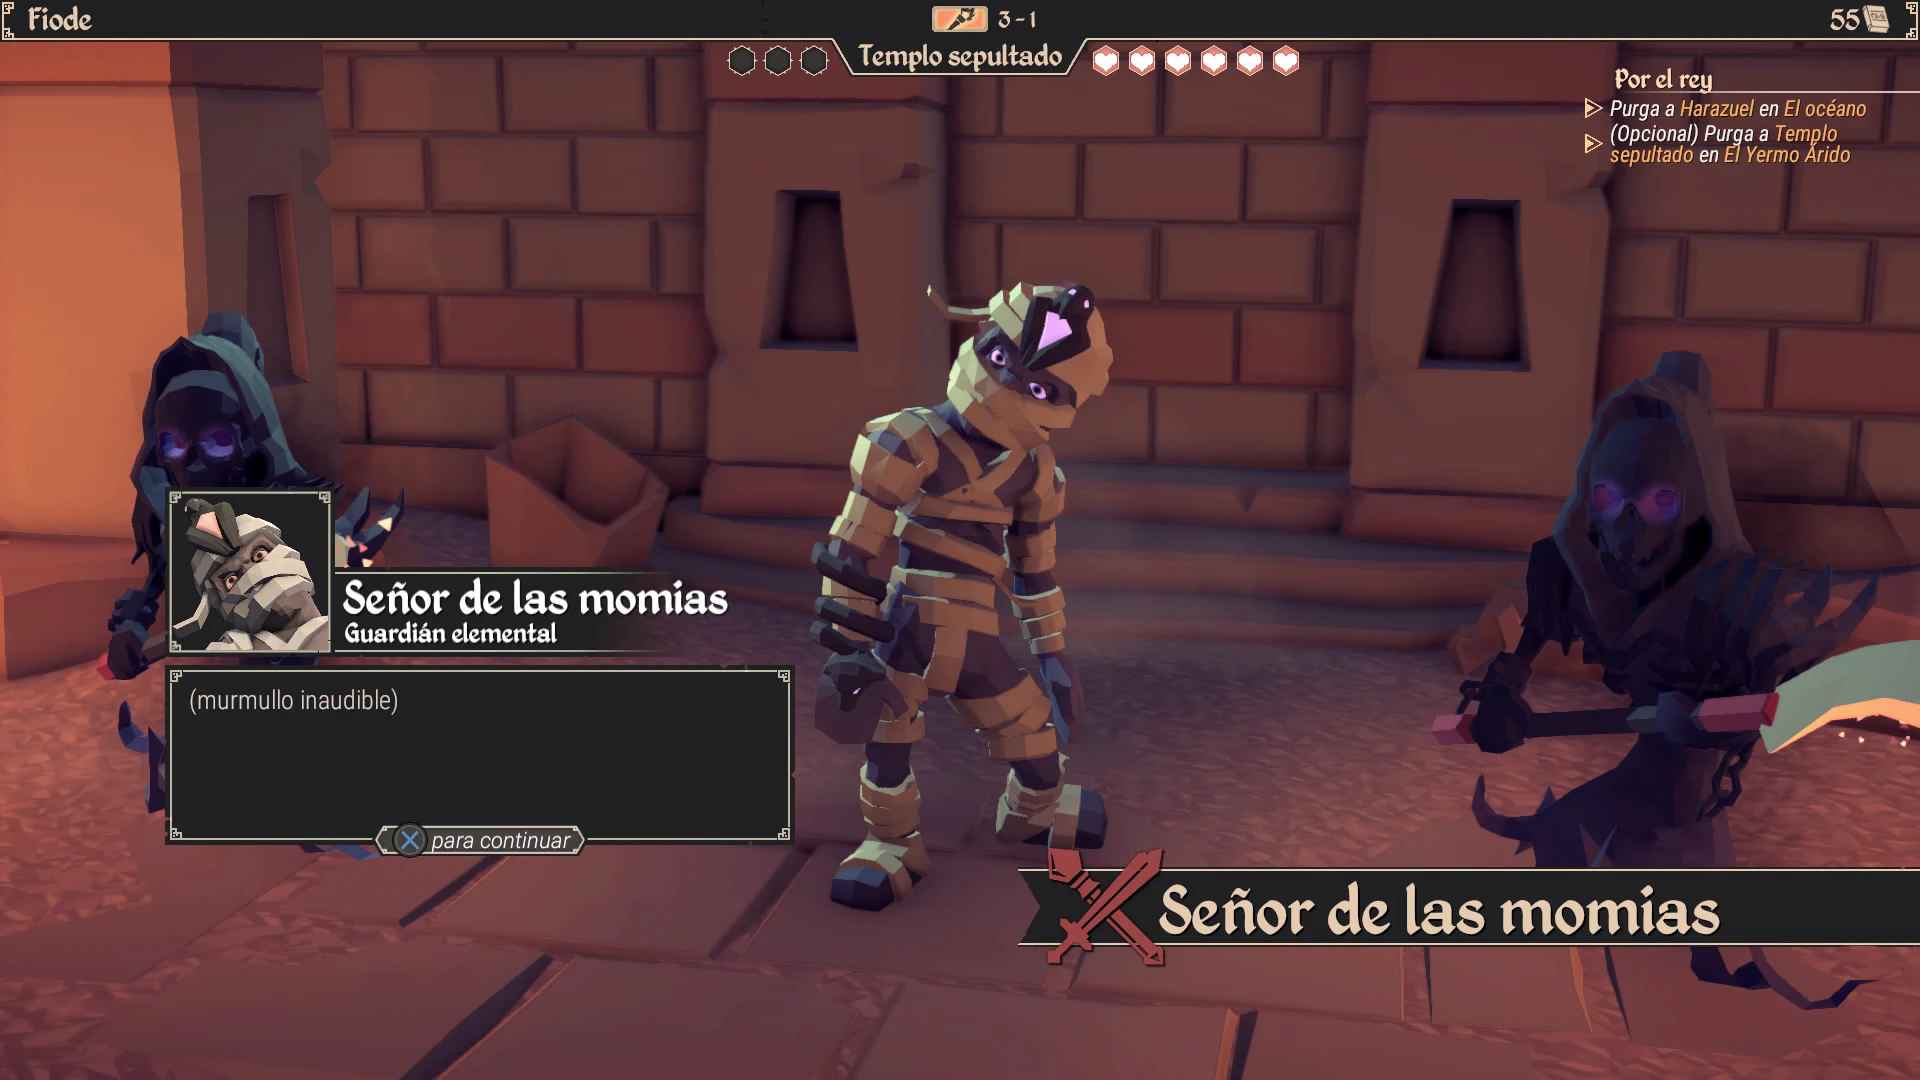 Fiode
3-1
55
Templo sepultado
Por el rey
Purga a Harazuel en El océano
(Opcional) Purga a Templo
sepultado en El Yermo Árido
Señor de las momias
Guardián elemental
(murmullo inaudible)
para continuar
Señor de las momias